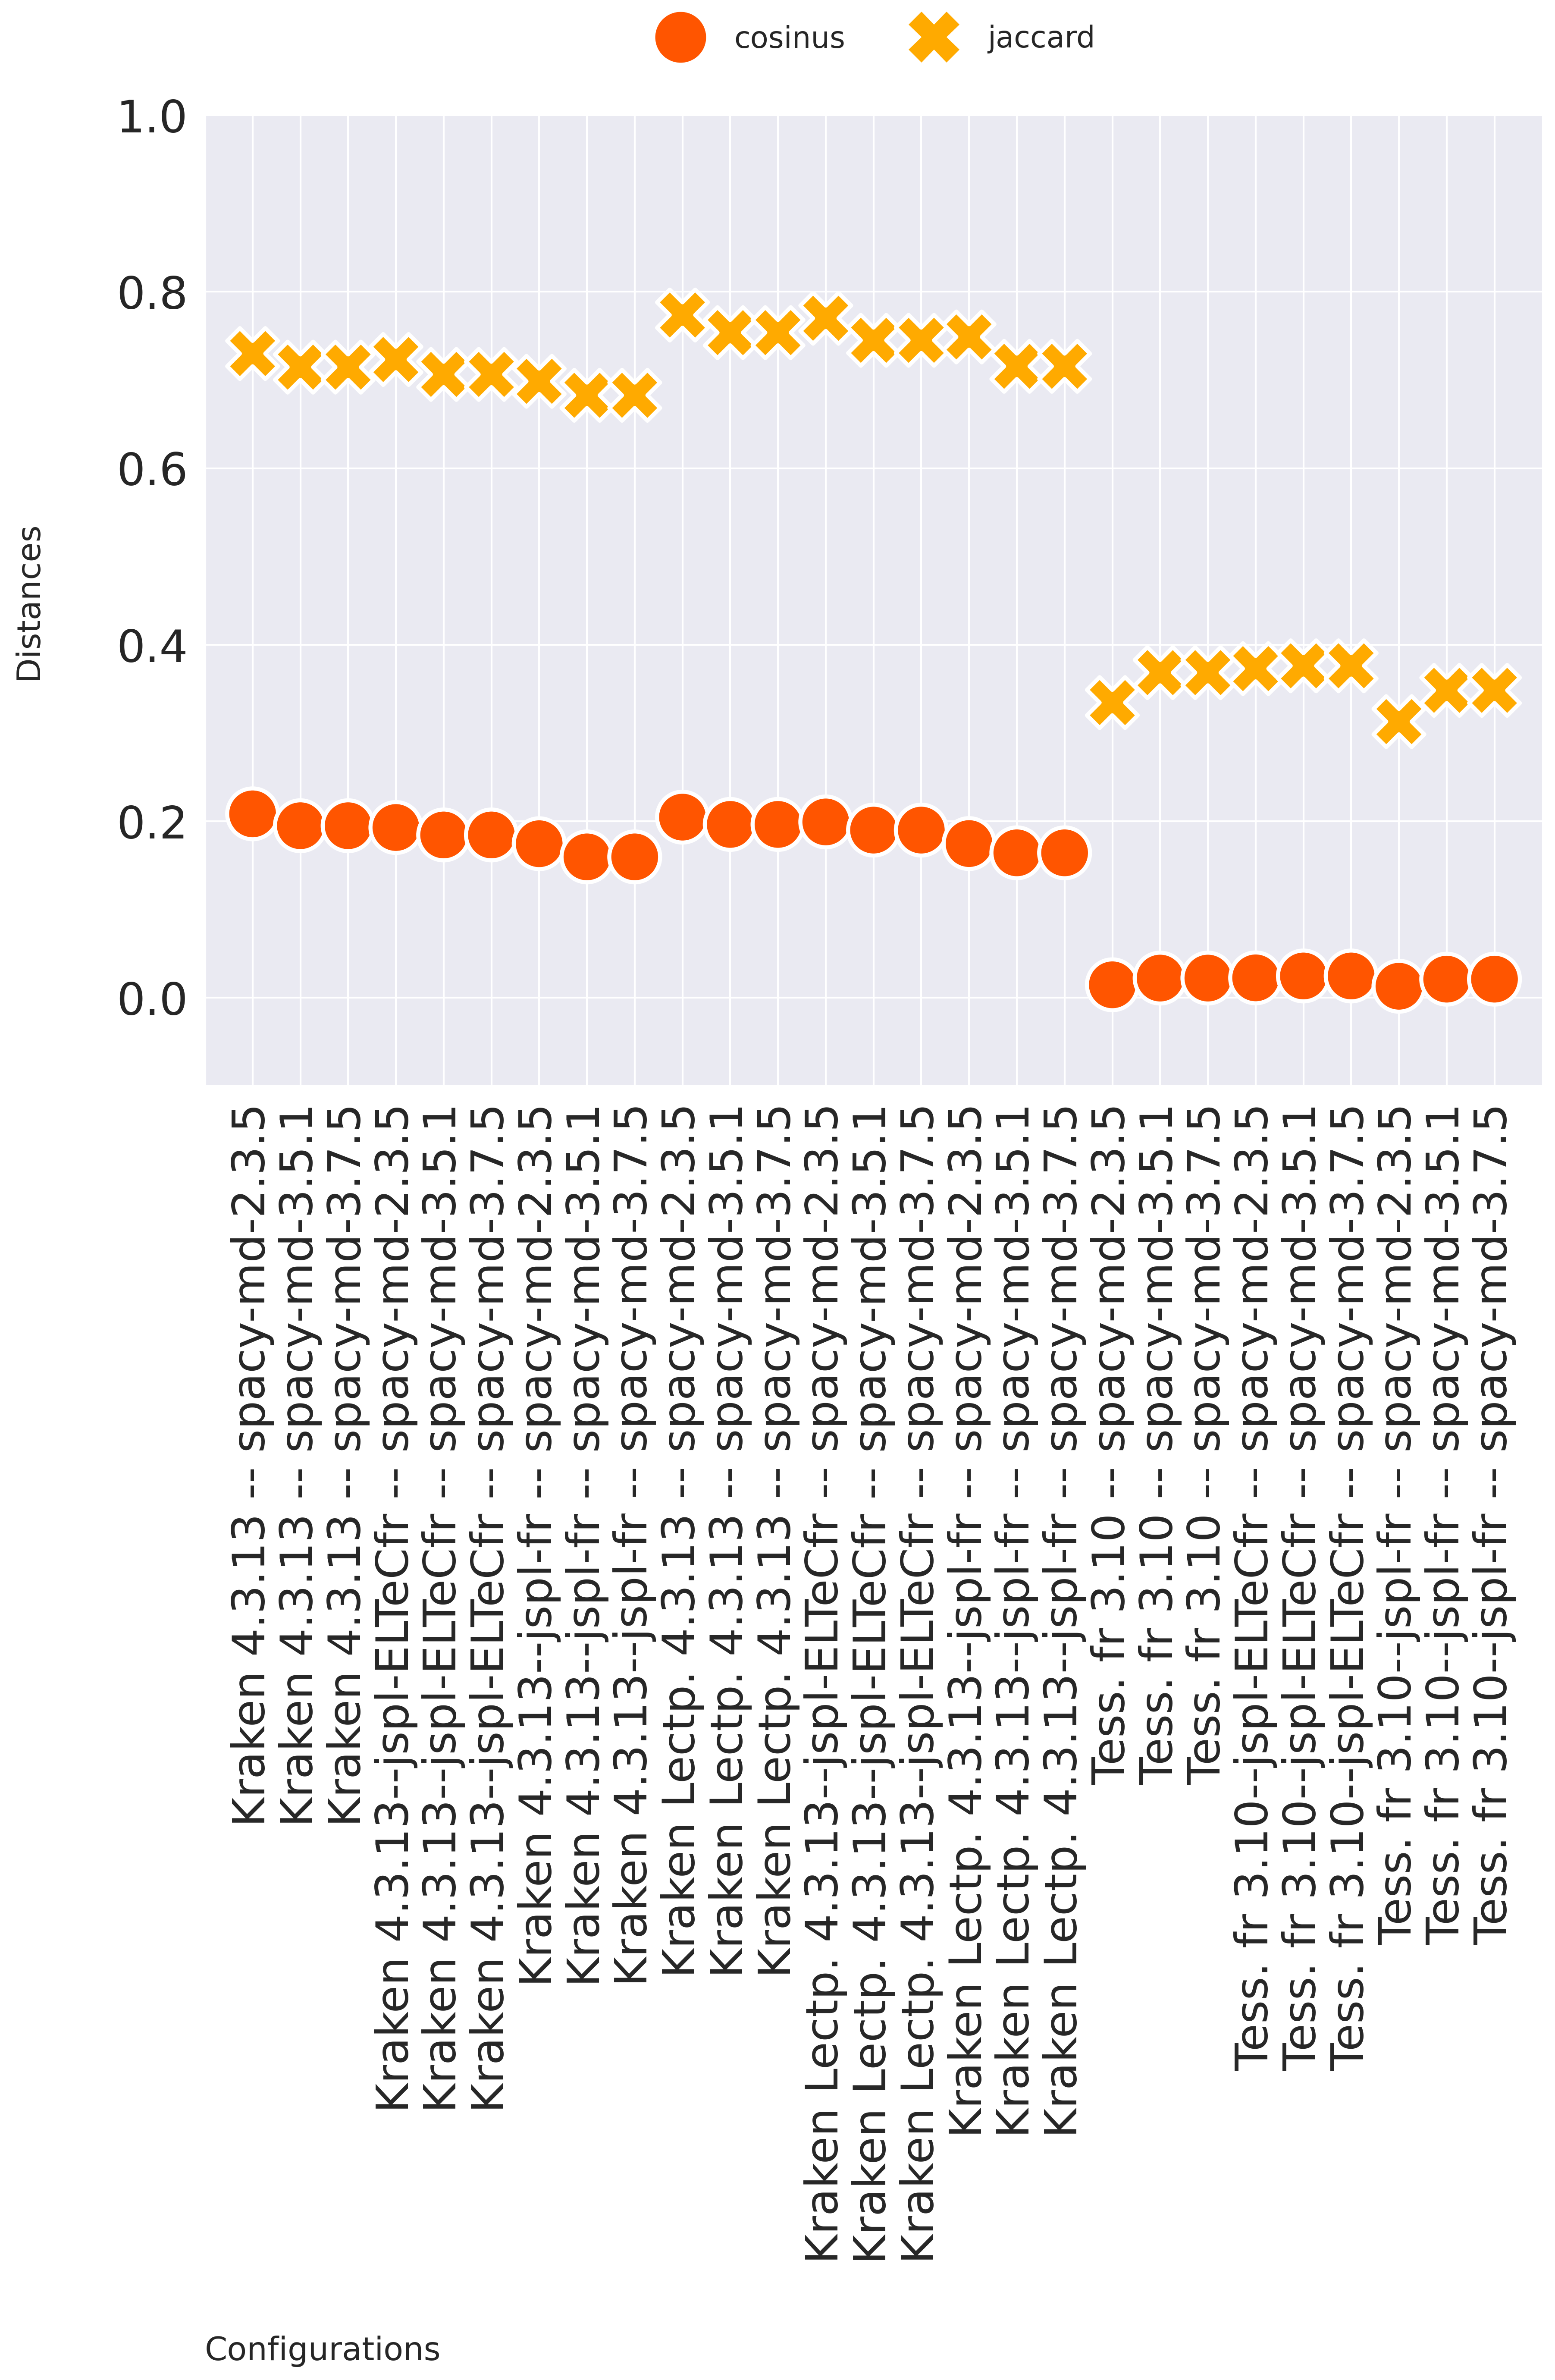 cosinus
jaccard
Distances
1.0
0.8
0.6
0.4
0.2
0.0
Kraken 4.3.13 -- spacy-md-2.3.5
Kraken 4.3.13 -- spacy-md-3.5.1
Kraken 4.3.13 -- spacy-md-3.7.5
Kraken 4.3.13--jspl-ELTeCfr -- spacy-md-2.3.5
Kraken 4.3.13--jspl-ELTeCfr -- spacy-md-3.5.1
Kraken 4.3.13--jspl-ELTeCfr -- spacy-md-3.7.5
Kraken 4.3.13--jspl-fr -- spacy-md-2.3.5
Kraken 4.3.13--jspl-fr -- spacy-md-3.5.1
Kraken 4.3.13--jspl-fr -- spacy-md-3.7.5
Kraken Lectp. 4.3.13 -- spacy-md-2.3.5
Kraken Lectp. 4.3.13 -- spacy-md-3.5.1
Kraken Lectp. 4.3.13 -- spacy-md-3.7.5
Kraken Lectp. 4.3.13--jspl-ELTeCfr -- spacy-md-2.3.5
Kraken Lectp. 4.3.13--jspl-ELTeCfr -- spacy-md-3.5.1
Kraken Lectp. 4.3.13--jspl-ELTeCfr -- spacy-md-3.7.5
Kraken Lectp. 4.3.13--jspl-fr -- spacy-md-2.3.5
Kraken Lectp. 4.3.13--jspl-fr -- spacy-md-3.5.1
Kraken Lectp. 4.3.13--jspl-fr -- spacy-md-3.7.5
Tess. fr 3.10 -- spacy-md-2.3.5
Tess. fr 3.10 -- spacy-md-3.5.1
Tess. fr 3.10 -- spacy-md-3.7.5
Tess. fr 3.10--jspl-ELTeCfr -- spacy-md-2.3.5
Tess. fr 3.10--jspl-ELTeCfr -- spacy-md-3.5.1
Tess. fr 3.10--jspl-ELTeCfr -- spacy-md-3.7.5
Tess. fr 3.10--jspl-fr -- spacy-md-2.3.5
Tess. fr 3.10--jspl-fr -- spacy-md-3.5.1
Tess. fr 3.10--jspl-fr -- spacy-md-3.7.5
Configurations